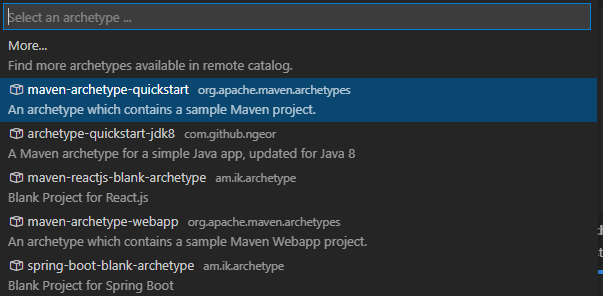 Select an archetype ...
More...
Find more archetypes available in remote catalog.
maven-archetype-quickstart org.apache.maven.archetypes
An archetype which contains a sample Maven project.
archetype-quickstart-jdk8 com.github.ngeor
A Maven archetype for a simple Java app, updated for Java 8
maven-reactjs-blank-archetype am.ik.archetype
Blank Project for React.js
maven-archetype-webapp org.apache.maven.archetypes
An archetype which contains a sample Maven Webapp project.
spring-boot-blank-archetype am.ik.archetype
Blank Project for Spring Boot